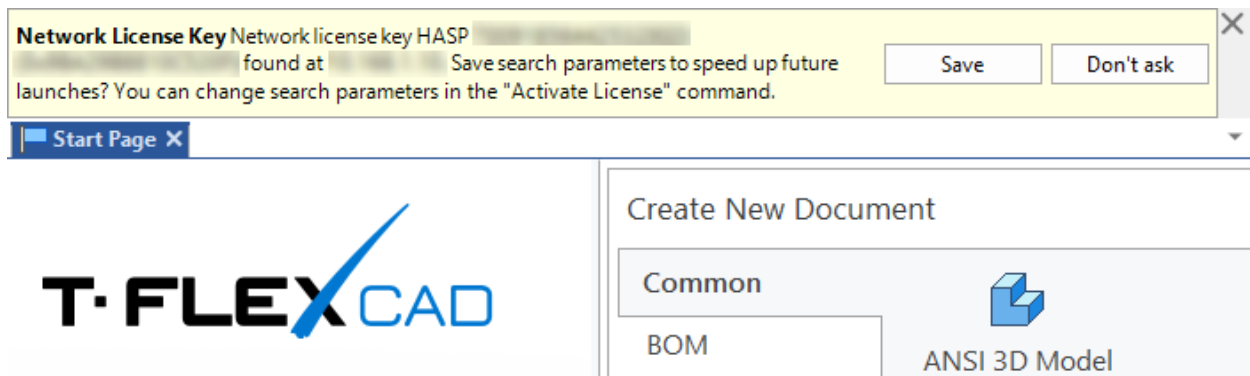 Network License Key Network license key HASP
found at Save search parameters to speed up future
launches? You can change search parameters in the "Activate License" command.
Save
Don't ask
Start Page
T·FLEX CAD
Create New Document
Common
BOM
ANSI 3D Model